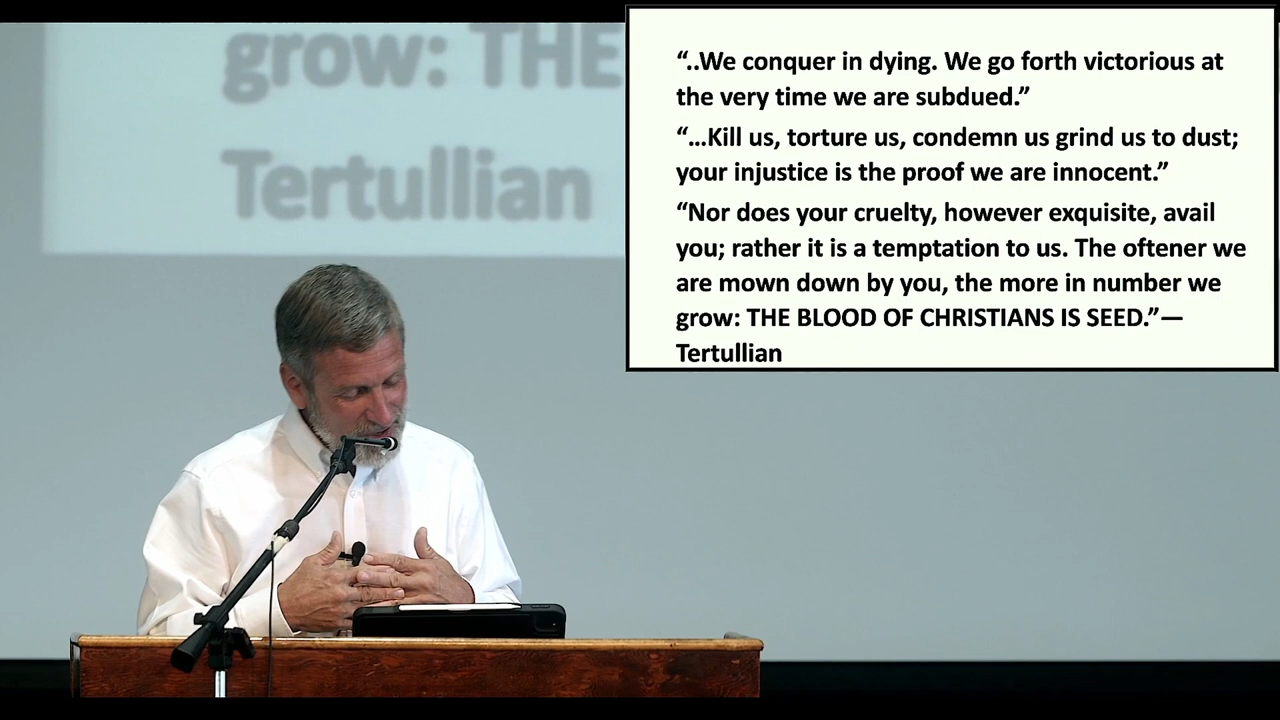 grow: THE
Tertullian
“..We conquer in dying. We go forth victorious at
the very time we are subdued.”
“…Kill us, torture us, condemn us grind us to dust;
your injustice is the proof we are innocent.”
“Nor does your cruelty, however exquisite, avail
you; rather it is a temptation to us. The oftener we
are mown down by you, the more in number we
grow: THE BLOOD OF CHRISTIANS IS SEED.”—
Tertullian